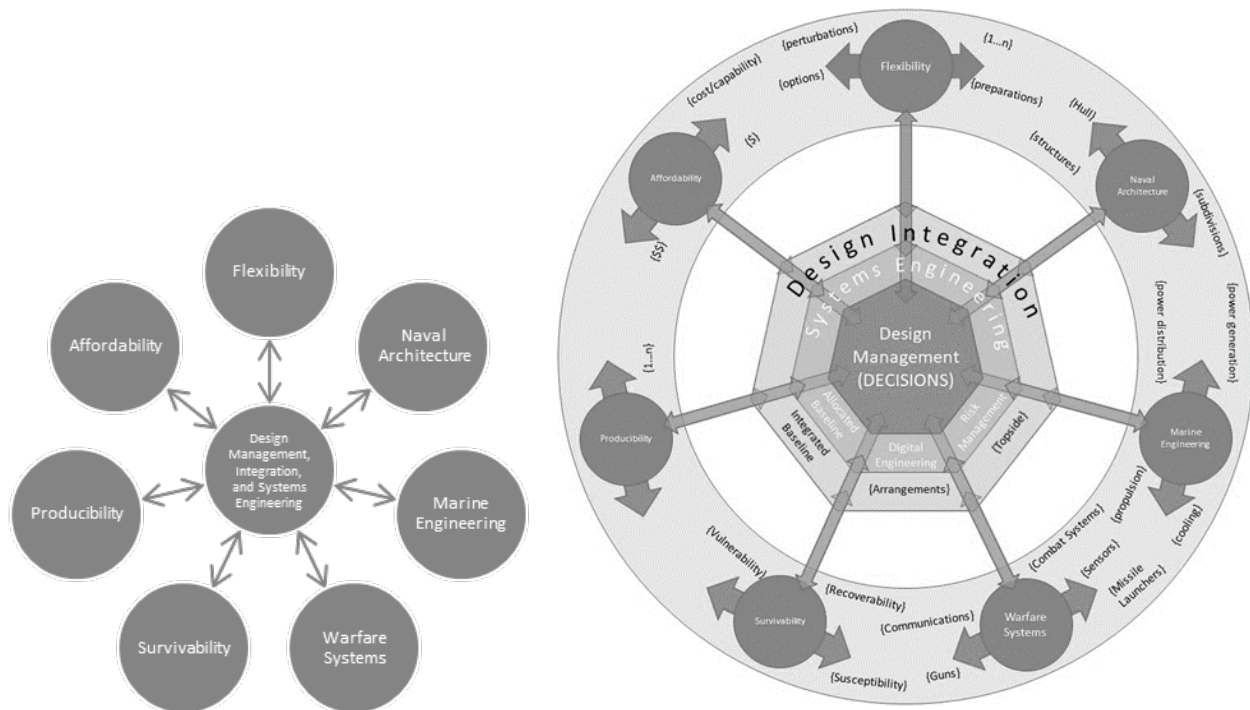 Flexibility
Naval
Architecture
Marine
Engineering
Warfare
Systems
Survivability
Producibility
Affordability
Design
Management,
Integration,
and Systems
Engineering
Flexibility
{perturbations}
{options}
{1...n}
{preparations}
Naval
Architecture
{Hull}
{structures}
{subdivisions}
Marine
Engineering
{power generation}
{power distribution}
{propulsion}
{cooling}
Warfare
Systems
{Combat Systems}
{Sensors}
{Missile
Launchers}
{Communications}
{Guns}
Survivability
{Vulnerability}
{Recoverability}
{Susceptibility}
Producibility
{1...n}
Affordability
{cost/capability}
{$}
{$$}
Design Integration
Systems Engineering
Design
Management
(DECISIONS)
Allocated
Baseline
Integrated
Baseline
Digital
Engineering
{Arrangements}
Risk
Management
{Topside}